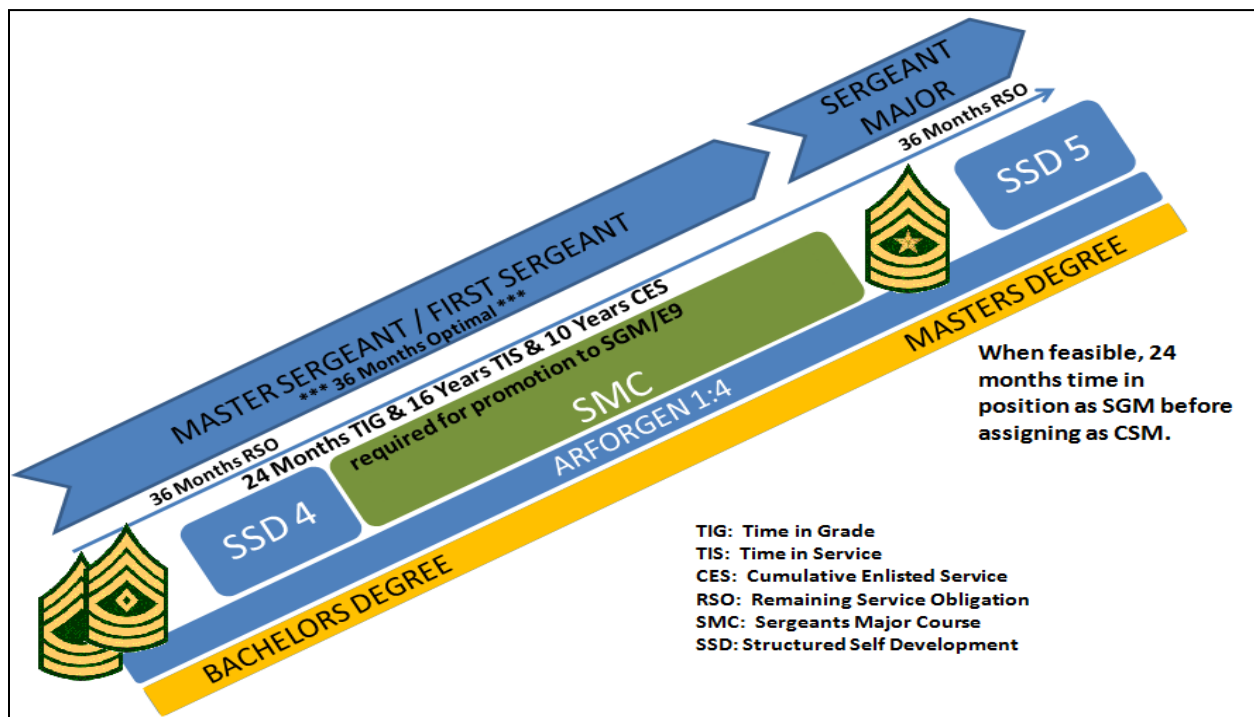 SERGEANT
MAJOR
36 Months RSO
SSD 5
MASTER SERGEANT / FIRST SERGEANT
*** 36 Months Optimal ***
36 Months RSO
24 Months TIG & 16 Years TIS & 10 Years CES
required for promotion to SGM/E9
SMC
SSD 4
ARFORGEN 1:4
BACHELORS DEGREE
MASTERS DEGREE
When feasible, 24
months time in
position as SGM before
assigning as CSM.
TIG: Time in Grade
TIS: Time in Service
CES: Cumulative Enlisted Service
RSO: Remaining Service Obligation
SMC: Sergeants Major Course
SSD: Structured Self Development